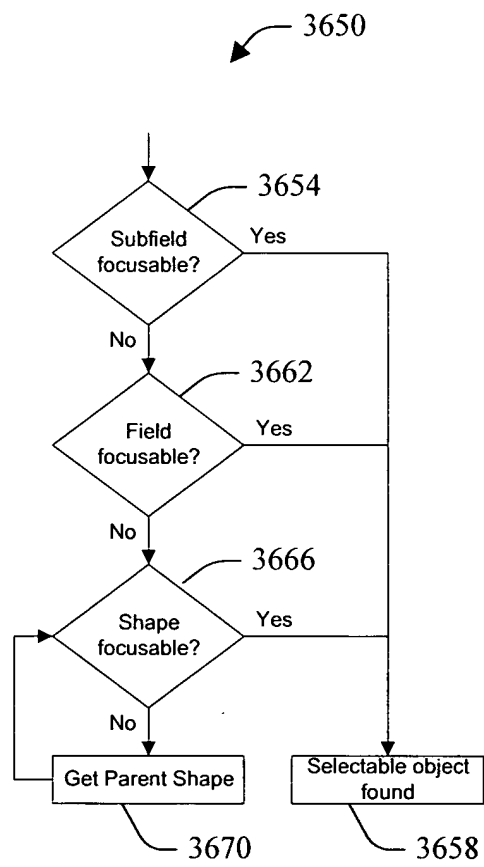 3650
3654
Subfield
focusable?
Yes
No
3662
Field
focusable?
Yes
No
3666
Shape
focusable?
Yes
No
Get Parent Shape
Selectable object
found
3670
3658